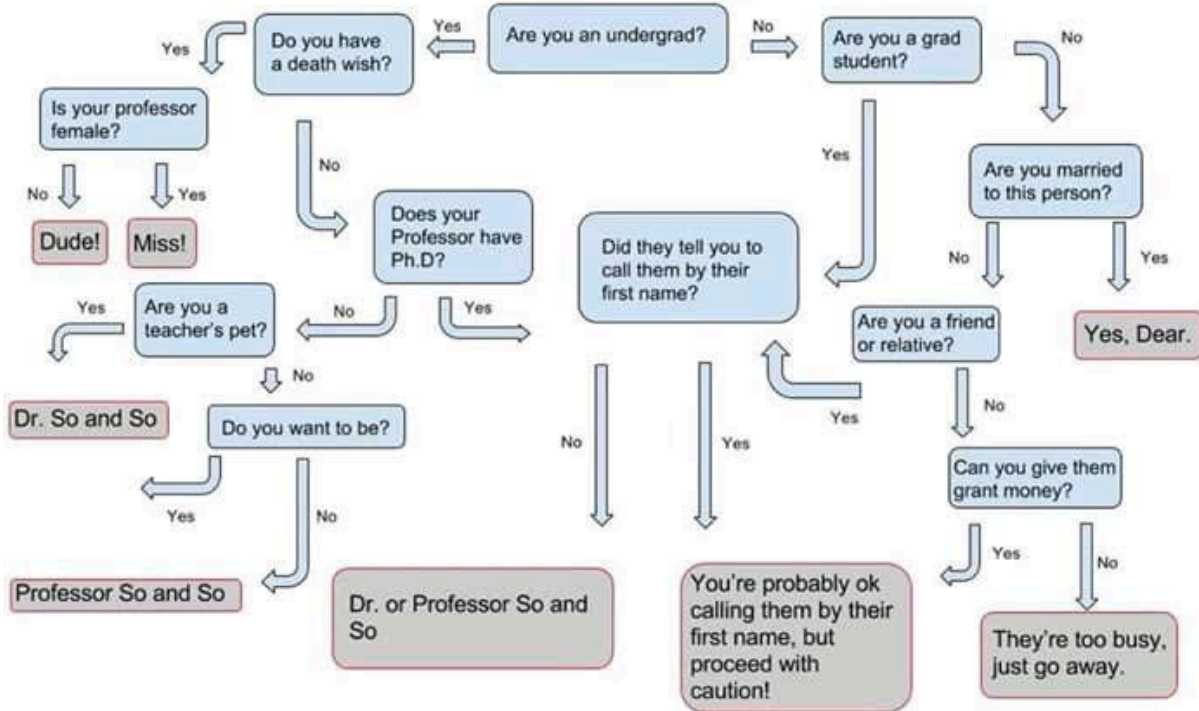 Are you an undergrad?
Yes
No
Do you have
a death wish?
Yes
Is your professor
female?
No
Yes
Dude!
Miss!
No
Does your
Professor have
Ph.D?
No
Yes
Are you a
teacher's pet?
Yes
No
Dr. So and So
Do you want to be?
Yes
No
Professor So and So
Are you a grad
student?
Yes
No
Did they tell you to
call them by their
first name?
No
Yes
Dr. or Professor So and
So
You're probably ok
calling them by their
first name, but
proceed with
caution!
Are you married
to this person?
No
Yes
Yes, Dear.
Are you a friend
or relative?
Yes
No
Can you give them
grant money?
Yes
No
They're too busy,
just go away.